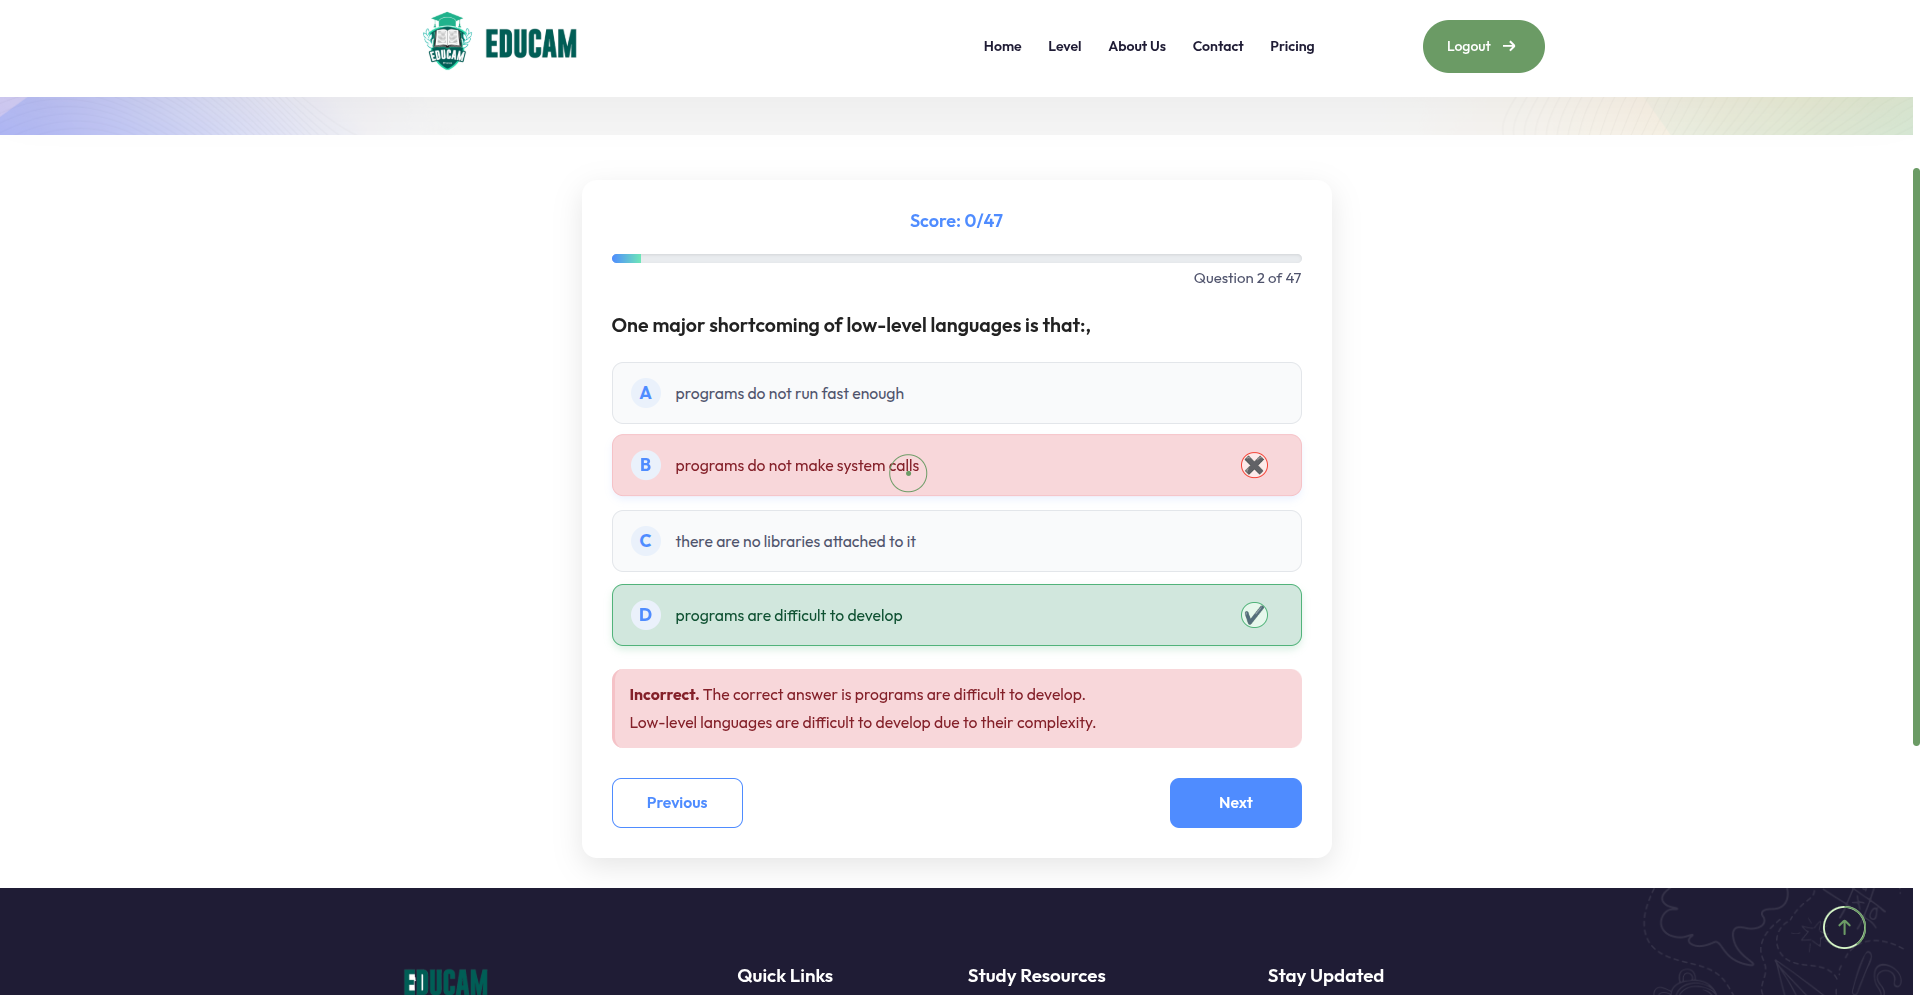 EDUCAM
EDUCAM
Home
Level
About Us
Contact
Pricing
Logout
Score: 0/47
Question 2 of 47
One major shortcoming of low-level languages is that:,
A programs do not run fast enough
B programs do not make system calls
C there are no libraries attached to it
D programs are difficult to develop
Incorrect. The correct answer is programs are difficult to develop.
Low-level languages are difficult to develop due to their complexity.
Previous
Next
EDUCAM
Quick Links
Study Resources
Stay Updated